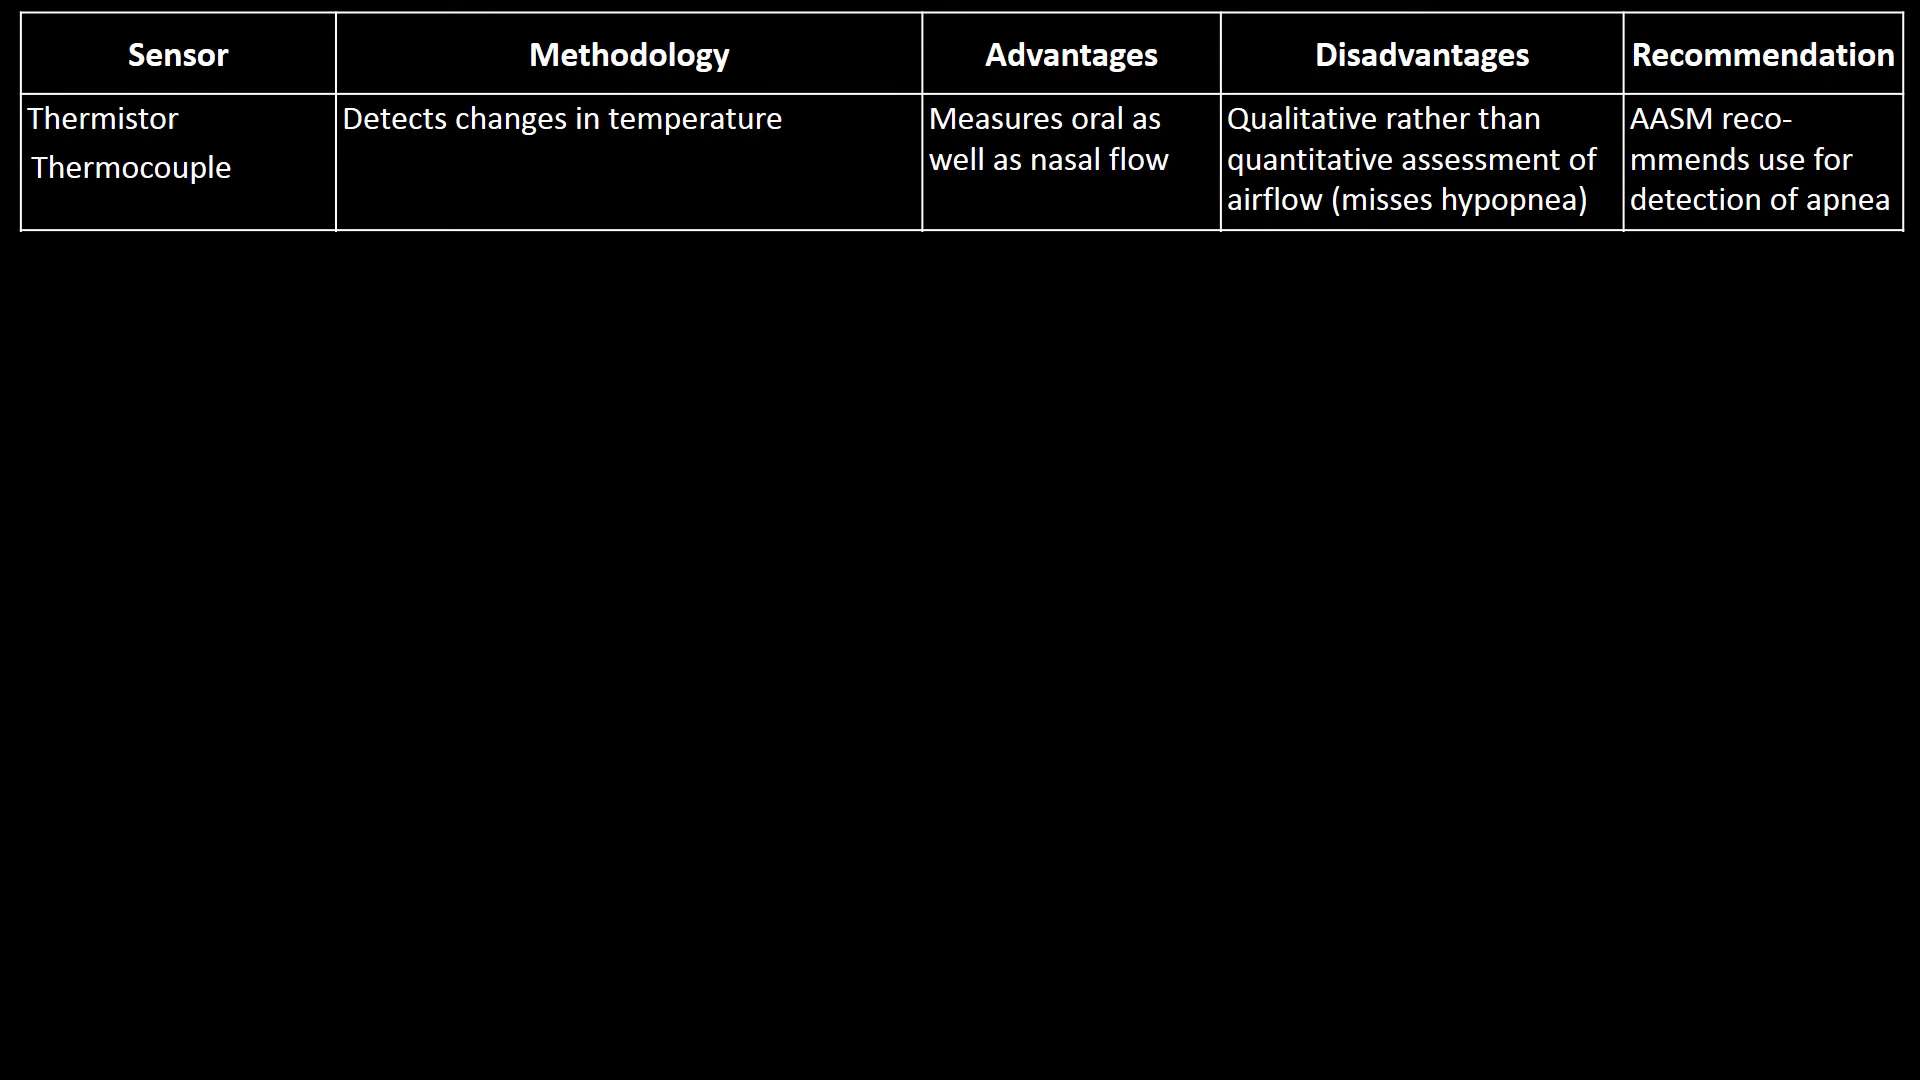 Sensor Methodology Advantages Disadvantages Recommendation
Thermistor
Thermocouple
Detects changes in temperature
Measures oral as
well as nasal flow
Qualitative rather than
quantitative assessment of
airflow (misses hypopnea)
AASM reco-
mmends use for
detection of apnea